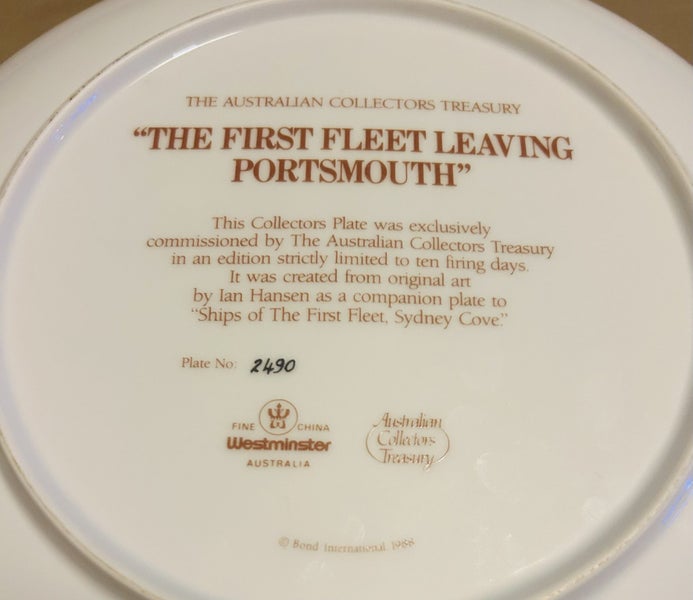 THE AUSTRALIAN COLLECTORS TREASURY
“THE FIRST FLEET LEAVING
PORTSMOUTH”
This Collectors Plate was exclusively
commissioned by The Australian Collectors Treasury
in an edition strictly limited to ten firing days.
It was created from original art
by Ian Hansen as a companion plate to
“Ships of The First Fleet, Sydney Cove.”
Plate No: 2490
FINE CHINA
Westminster
AUSTRALIA
Australian
Collectors
Treasury
© Bond international 1988